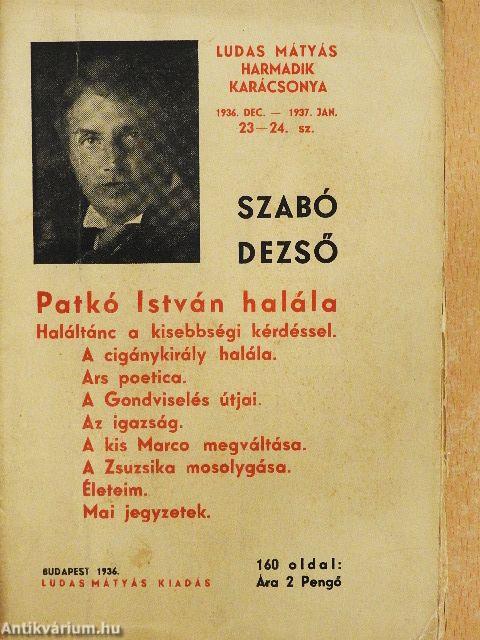 LUDAS MÁTYÁS
HARMADIK
KARÁCSONYA
1936. DEC. — 1937. JAN.
23—24. sz.
SZABÓ
DEZSŐ
Patkó István halála
Haláltánc a kisebbségi kérdéssel.
A cigánykirály halála.
Ars poetica.
A Gondviselés útjai.
Az igazság.
A kis Marco megváltása.
A Zsuzsika mosolygása.
Életeim.
Mai jegyzetek.
BUDAPEST 1936.
LUDAS MÁTYÁS KIADÁS
160 oldal:
Ára 2 Pengő
Antikvárium.hu